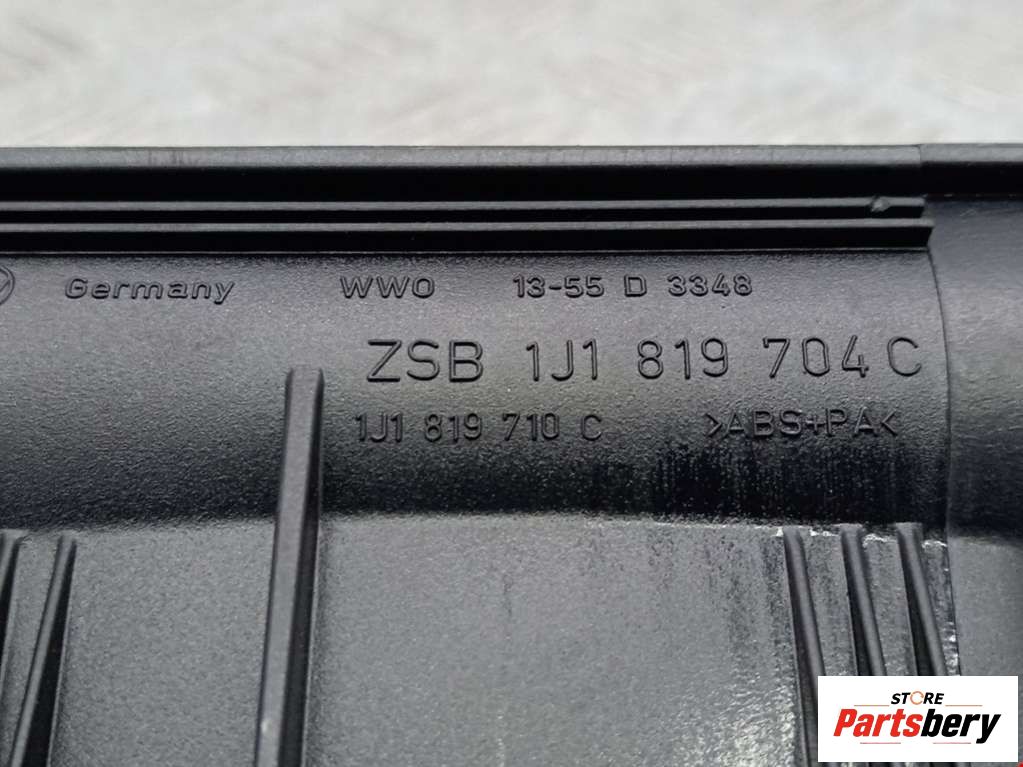 Germany WWO 13-55 D 3348
ZSB 1J1 819 704 C
1J1 819 710 C >ABS+PA<
STORE
Partsbery